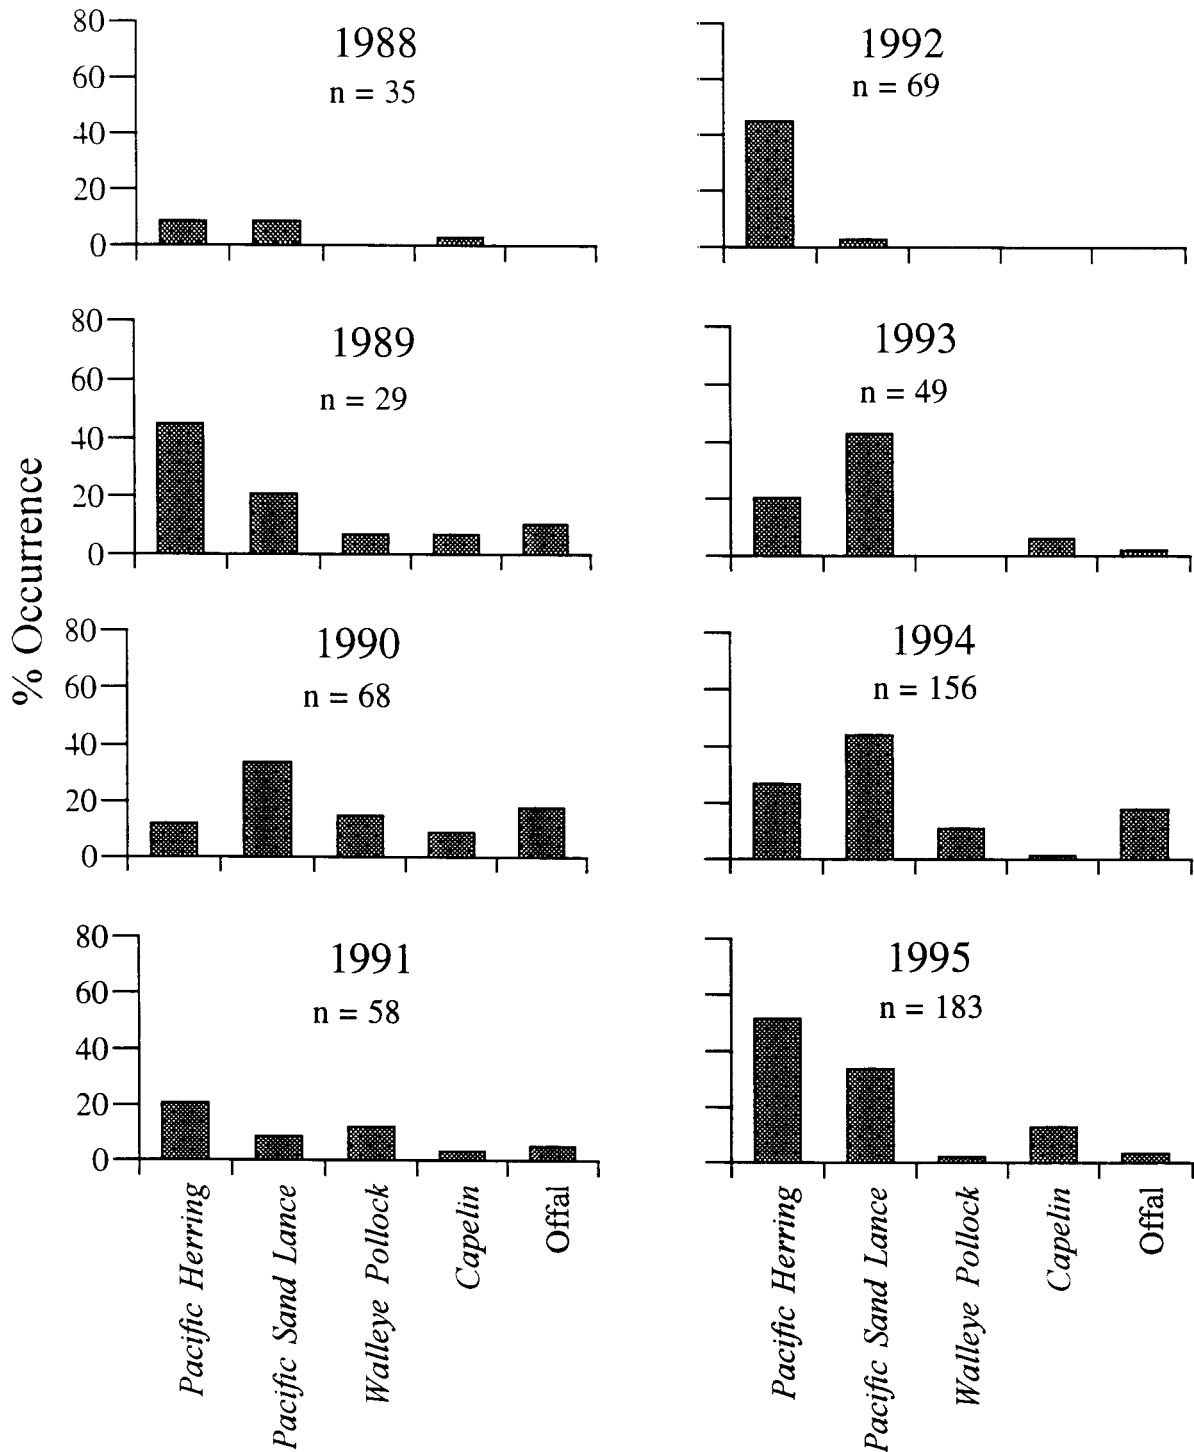 % Occurrence
1988
n = 35
80
60
40
20
0
1989
n = 29
80
60
40
20
0
1990
n = 68
80
60
40
20
0
1991
n = 58
80
60
40
20
0
Pacific Herring
Pacific Sand Lance
Walleye Pollock
Capelin
Offal
1992
n = 69
1993
n = 49
1994
n = 156
1995
n = 183
Pacific Herring
Pacific Sand Lance
Walleye Pollock
Capelin
Offal